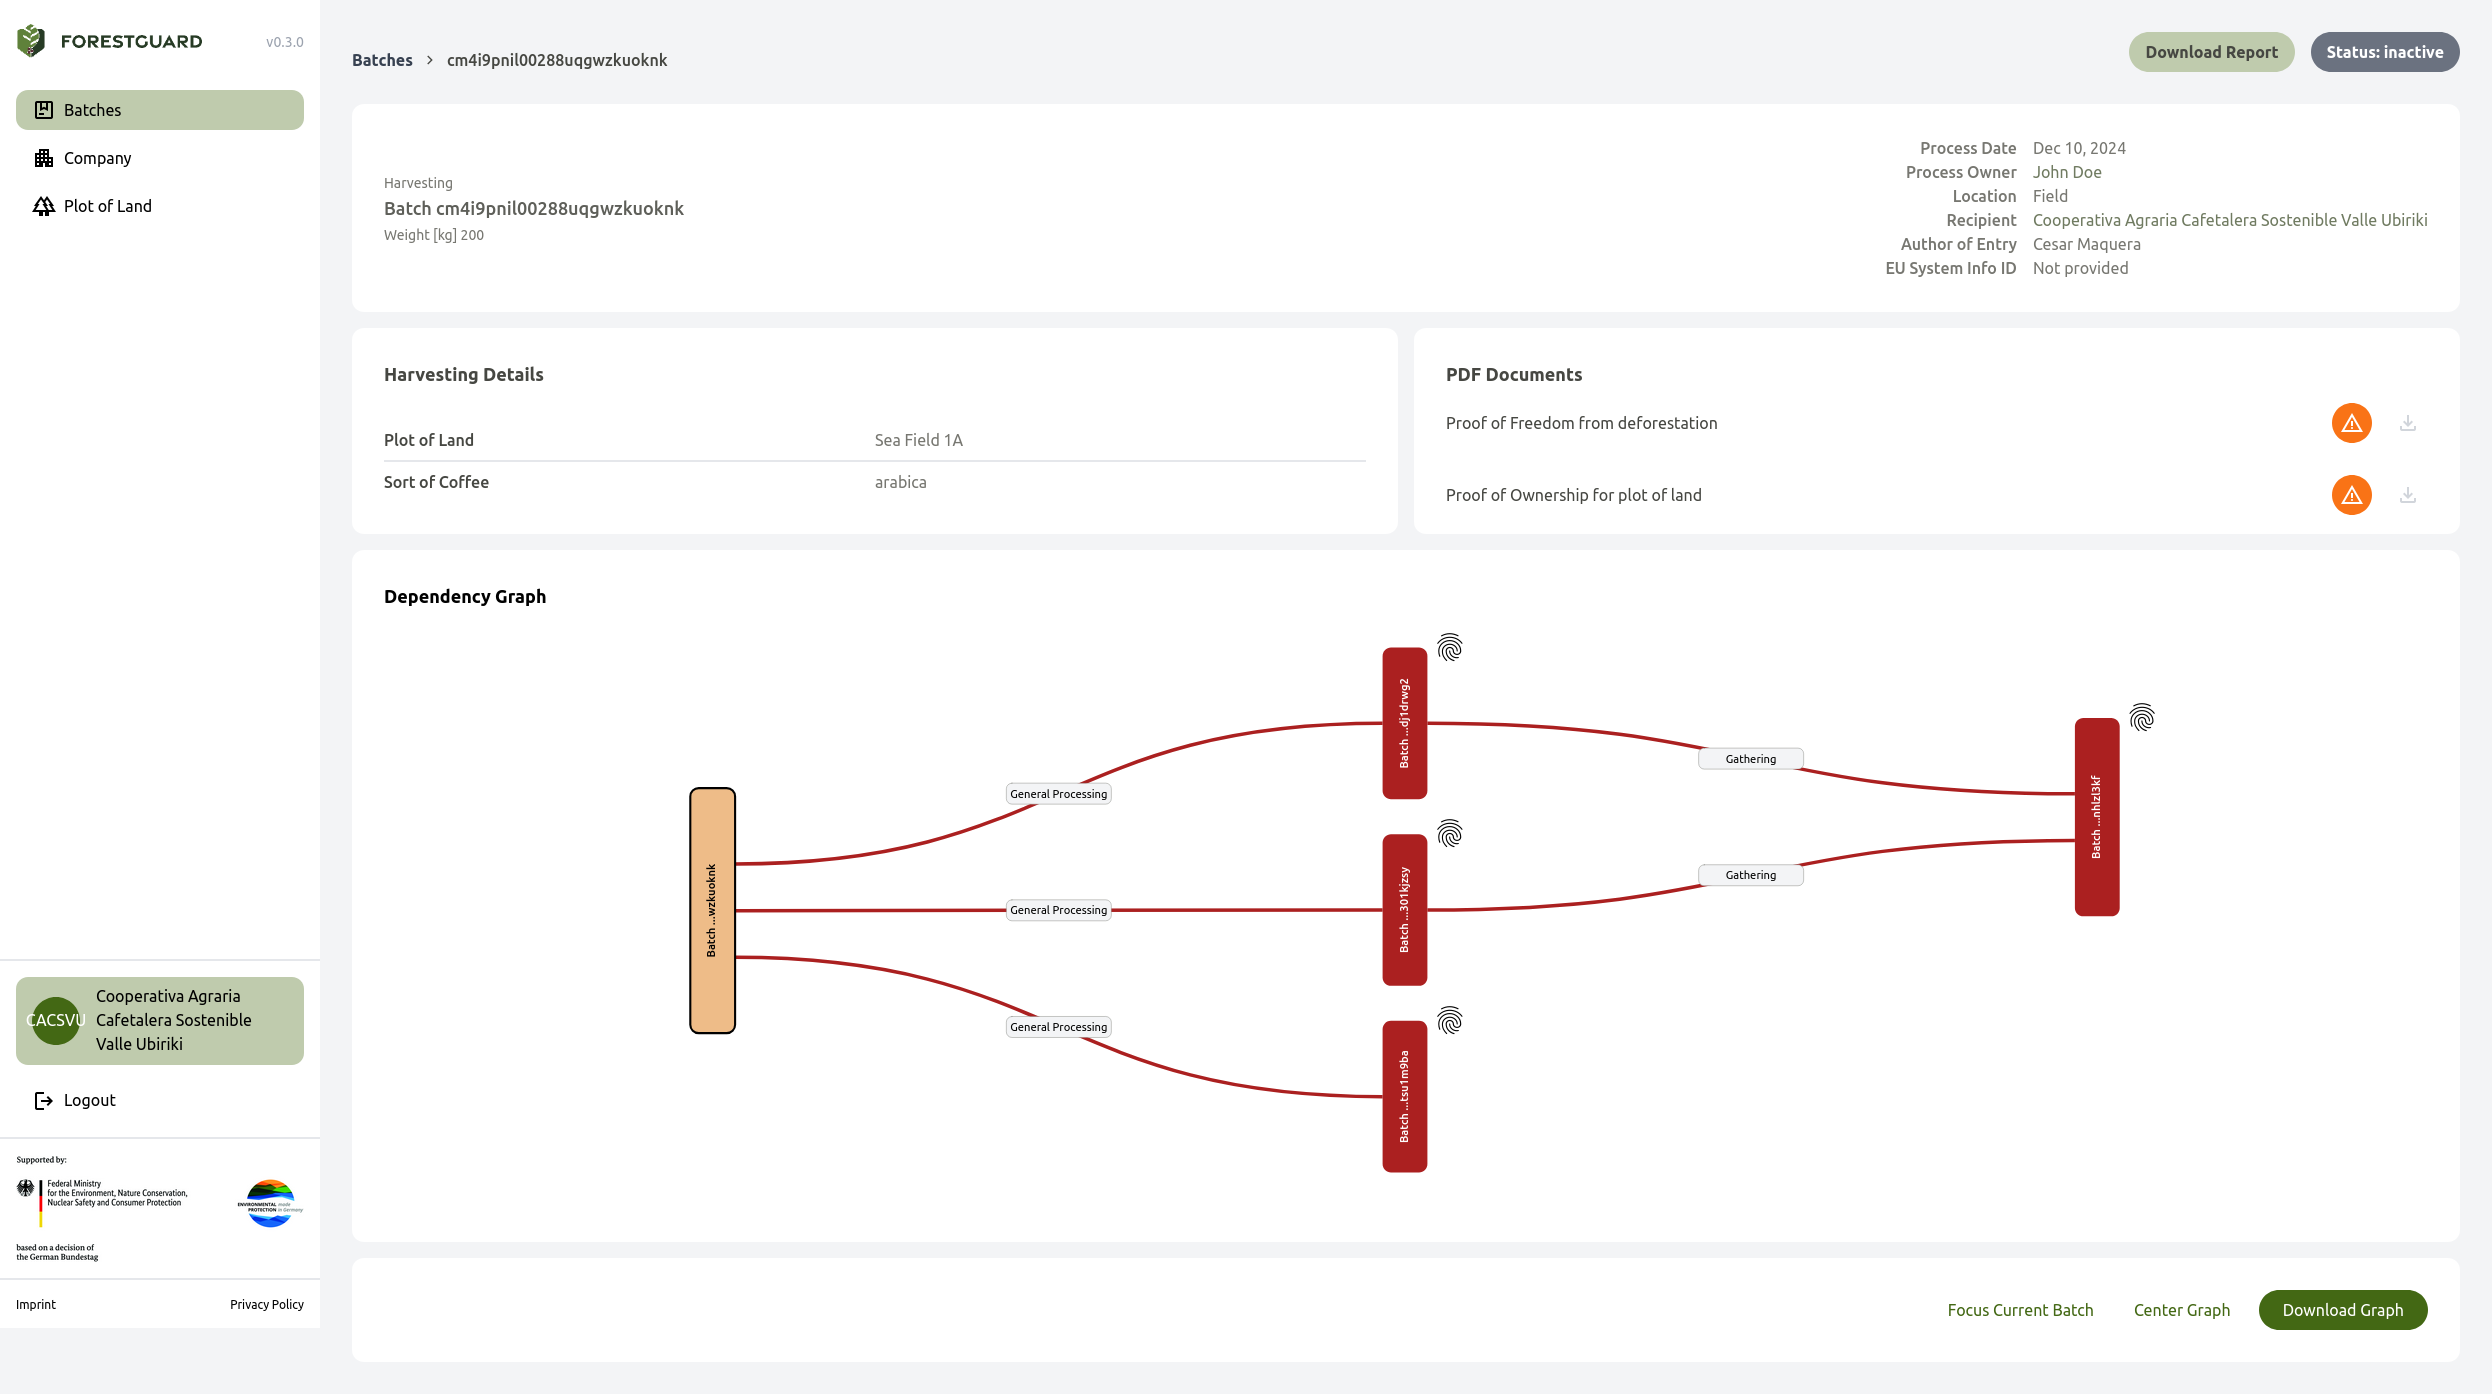 FORESTGUARD
v0.3.0
Batches
Company
Plot of Land
Cooperativa Agraria
Cafetalera Sostenible
Valle Ubiriki
CACSVU
Logout
Supported by:
Federal Ministry
for the Environment, Nature Conservation,
Nuclear Safety and Consumer Protection
ENVIRONMENTAL made
PROTECTION in Germany
based on a decision of
the German Bundestag
Imprint
Privacy Policy
Batches > cm4i9pnil00288uqgwzkuoknk
Download Report
Status: inactive
Harvesting
Batch cm4i9pnil00288uqgwzkuoknk
Weight [kg] 200
Process Date Dec 10, 2024
Process Owner John Doe
Location Field
Recipient Cooperativa Agraria Cafetalera Sostenible Valle Ubiriki
Author of Entry Cesar Maquera
EU System Info ID Not provided
Harvesting Details
Plot of Land Sea Field 1A
Sort of Coffee arabica
PDF Documents
Proof of Freedom from deforestation
Proof of Ownership for plot of land
Dependency Graph
Batch ...wzkuoknk
General Processing
General Processing
General Processing
Batch ...dj1drwg2
Batch ...301kjzsy
Batch ...tsu1m9ba
Gathering
Gathering
Batch ...nhlzl3kf
Focus Current Batch
Center Graph
Download Graph